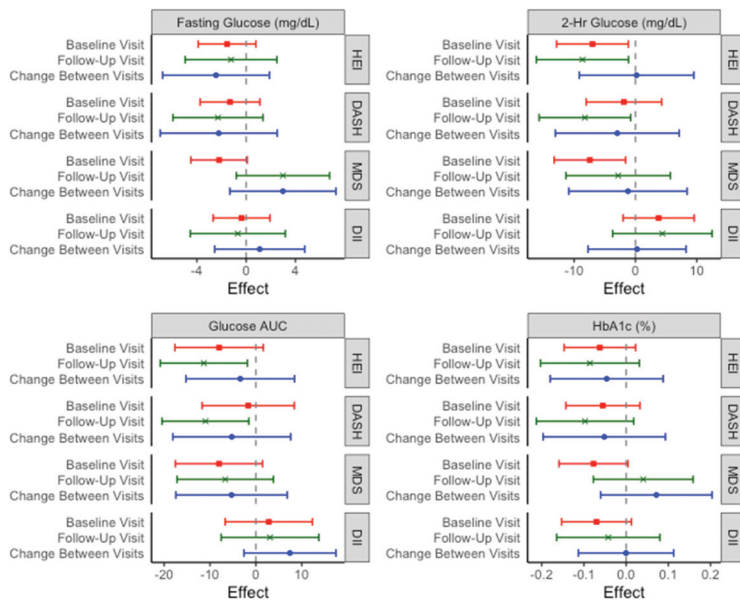 Fasting Glucose (mg/dL)
Baseline Visit
Follow-Up Visit
Change Between Visits
HEI
Baseline Visit
Follow-Up Visit
Change Between Visits
DASH
Baseline Visit
Follow-Up Visit
Change Between Visits
MDS
Baseline Visit
Follow-Up Visit
Change Between Visits
DII
-4 0 4
Effect
2-Hr Glucose (mg/dL)
Baseline Visit
Follow-Up Visit
Change Between Visits
HEI
Baseline Visit
Follow-Up Visit
Change Between Visits
DASH
Baseline Visit
Follow-Up Visit
Change Between Visits
MDS
Baseline Visit
Follow-Up Visit
Change Between Visits
DII
-10 0 10
Effect
Glucose AUC
Baseline Visit
Follow-Up Visit
Change Between Visits
HEI
Baseline Visit
Follow-Up Visit
Change Between Visits
DASH
Baseline Visit
Follow-Up Visit
Change Between Visits
MDS
Baseline Visit
Follow-Up Visit
Change Between Visits
DII
-20 -10 0 10
Effect
HbA1c (%)
Baseline Visit
Follow-Up Visit
Change Between Visits
HEI
Baseline Visit
Follow-Up Visit
Change Between Visits
DASH
Baseline Visit
Follow-Up Visit
Change Between Visits
MDS
Baseline Visit
Follow-Up Visit
Change Between Visits
DII
-0.2 -0.1 0.0 0.1 0.2
Effect